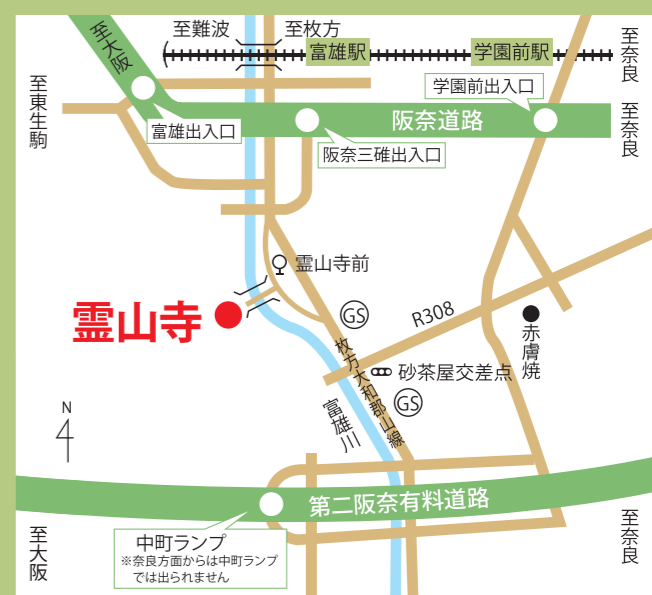 至難波
至枚方
至大阪
富雄駅
学園前駅
至奈良
至東生駒
学園前出入口
富雄出入口
阪奈道路
至奈良
阪奈三碓出入口
霊山寺前
霊山寺
GS
R308
赤膚焼
枚方大和郡山線
砂茶屋交差点
GS
富雄川
N
第二阪奈有料道路
中町ランプ
※奈良方面からは中町ランプ
では出られません
至大阪
至奈良